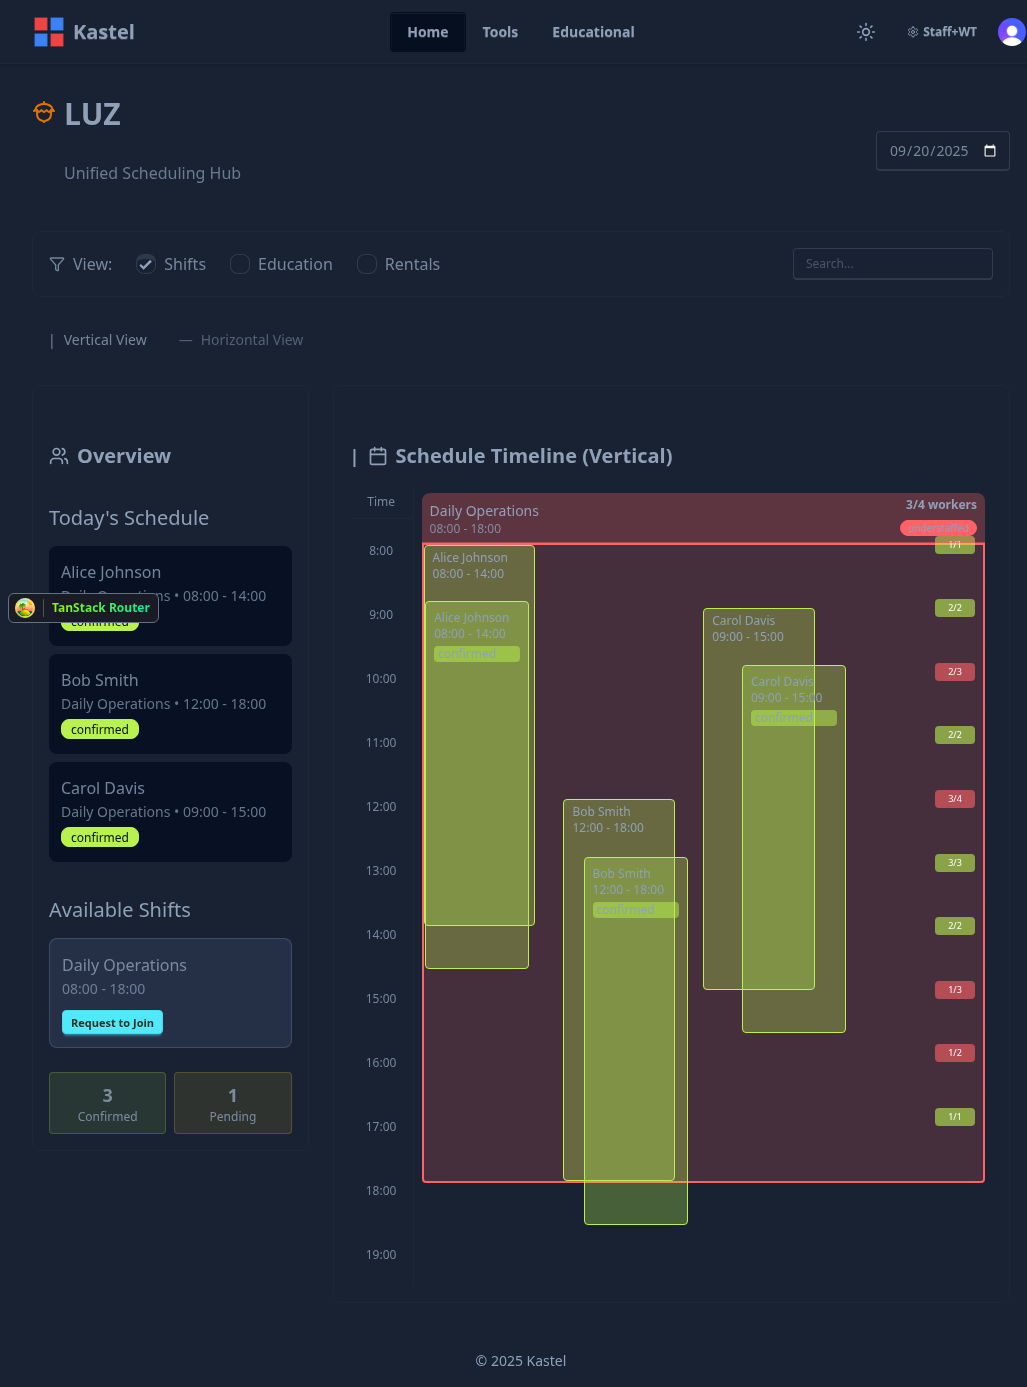 Kastel
Home
Tools
Educational
Staff+WT
LUZ
Unified Scheduling Hub
09/20/2025
View:
Shifts
Education
Rentals
Search...
| Vertical View
— Horizontal View
Overview
Today's Schedule
Alice Johnson
Daily Operations • 08:00 - 14:00
confirmed
TanStack Router
Bob Smith
Daily Operations • 12:00 - 18:00
confirmed
Carol Davis
Daily Operations • 09:00 - 15:00
confirmed
Available Shifts
Daily Operations
08:00 - 18:00
Request to Join
3
Confirmed
1
Pending
| Schedule Timeline (Vertical)
Time
8:00
9:00
10:00
11:00
12:00
13:00
14:00
15:00
16:00
17:00
18:00
19:00
Daily Operations
08:00 - 18:00
3/4 workers
understaffed
Alice Johnson
08:00 - 14:00
Alice Johnson
08:00 - 14:00
confirmed
Carol Davis
09:00 - 15:00
Carol Davis
09:00 - 15:00
confirmed
Bob Smith
12:00 - 18:00
Bob Smith
12:00 - 18:00
confirmed
1/1
2/2
2/3
2/2
3/4
3/3
2/2
1/3
1/2
1/1
© 2025 Kastel